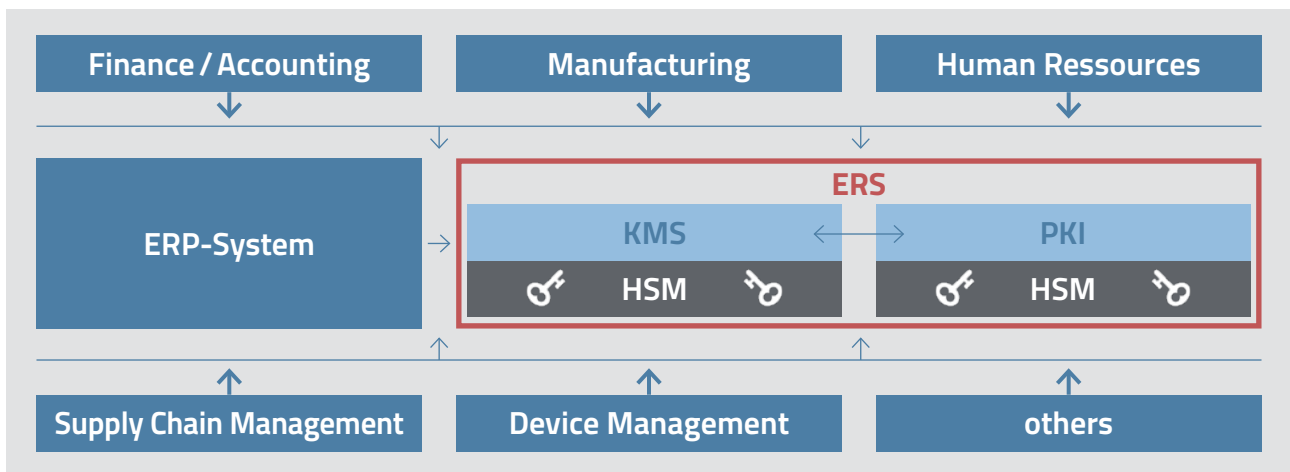 Finance / Accounting
Manufacturing
Human Ressources
ERP-System
ERS
KMS
PKI
HSM
HSM
Supply Chain Management
Device Management
others